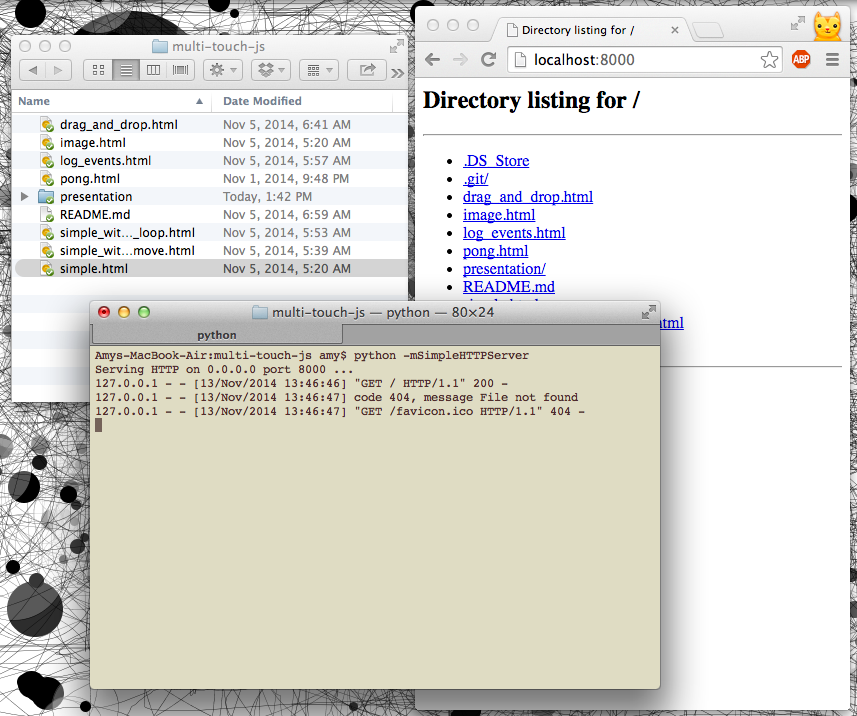 multi-touch-js
Name
Date Modified
drag_and_drop.html
Nov 5, 2014, 6:41 AM
image.html
Nov 5, 2014, 5:20 AM
log_events.html
Nov 5, 2014, 5:57 AM
pong.html
Nov 1, 2014, 9:48 PM
presentation
Today, 1:42 PM
README.md
Nov 5, 2014, 6:59 AM
simple_wit..._loop.html
Nov 5, 2014, 5:53 AM
simple_wit...move.html
Nov 5, 2014, 5:39 AM
simple.html
Nov 5, 2014, 5:20 AM
Directory listing for /
localhost:8000
ABP
Directory listing for /
.DS_Store
.git/
drag_and_drop.html
image.html
log_events.html
pong.html
presentation/
README.md
html
multi-touch-js — python — 80×24
python
Amys-MacBook-Air:multi-touch-js amy$ python -mSimpleHTTPServer
Serving HTTP on 0.0.0.0 port 8000 ...
127.0.0.1 - - [13/Nov/2014 13:46:46] "GET / HTTP/1.1" 200 -
127.0.0.1 - - [13/Nov/2014 13:46:47] code 404, message File not found
127.0.0.1 - - [13/Nov/2014 13:46:47] "GET /favicon.ico HTTP/1.1" 404 -